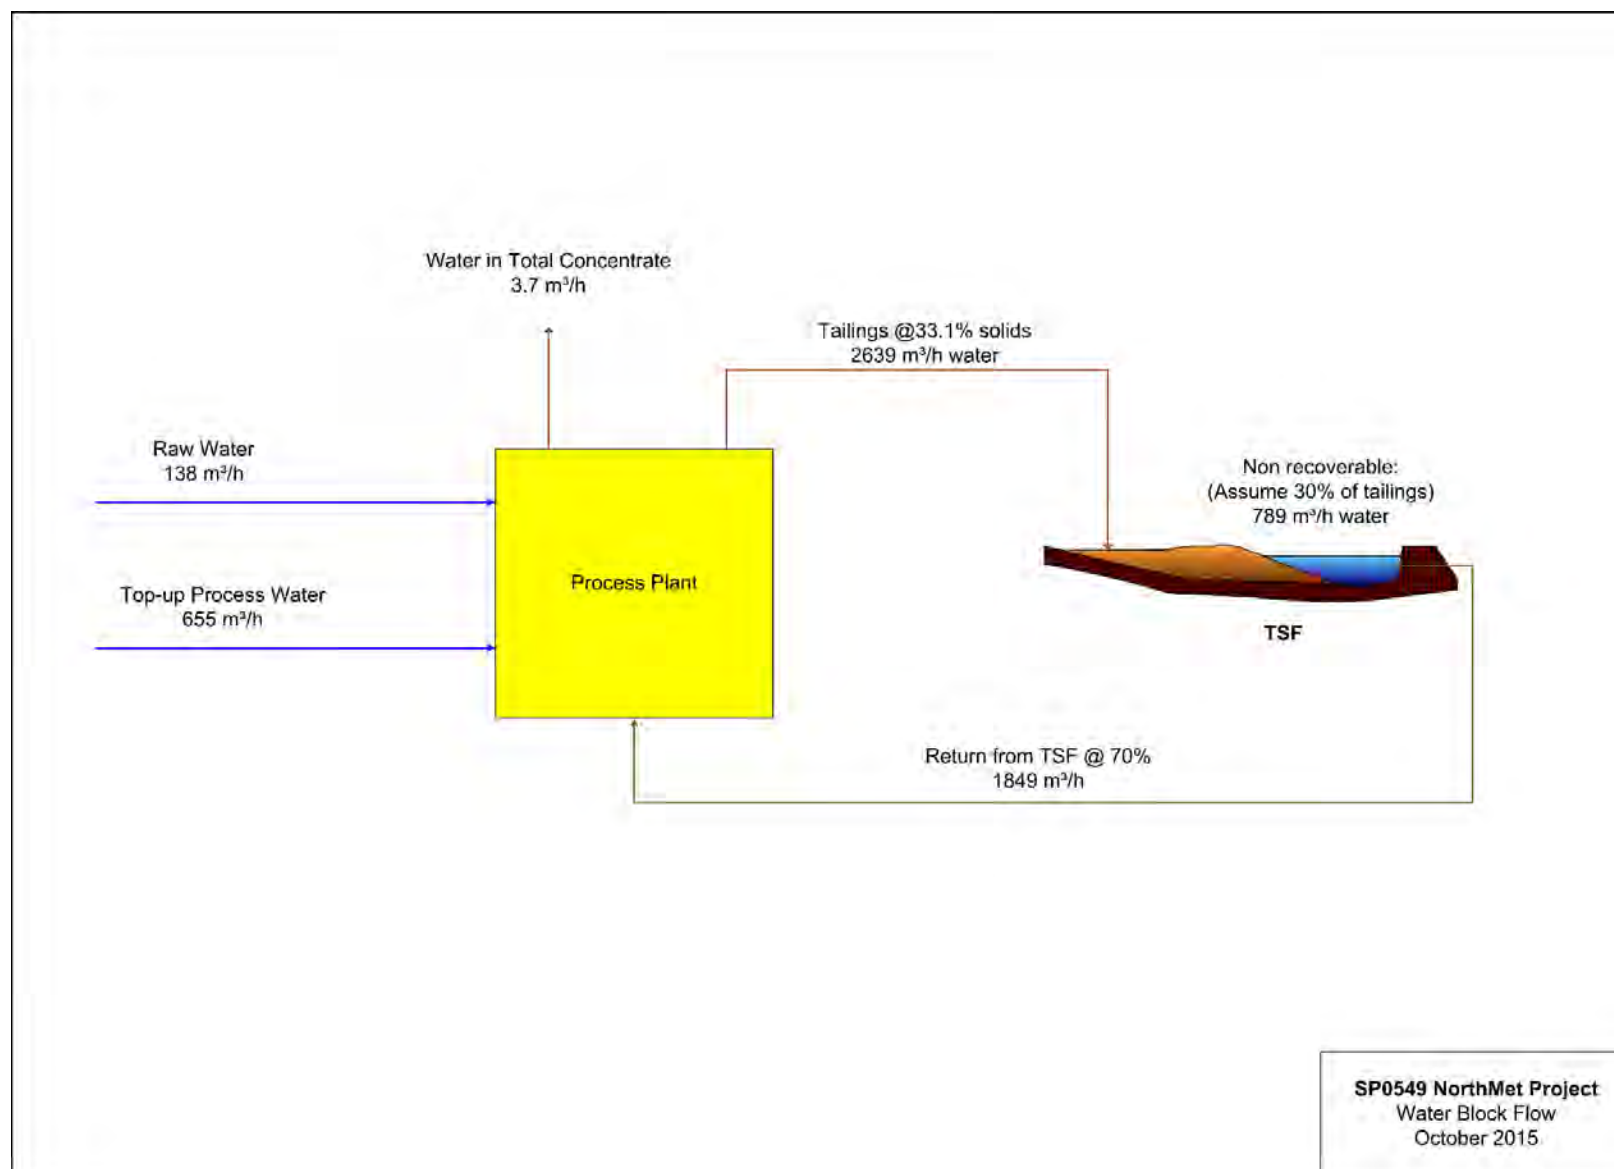 Water in Total Concentrate
3.7 m³/h
Tailings @33.1% solids
2639 m³/h water
Raw Water
138 m³/h
Non recoverable:
(Assume 30% of tailings)
789 m³/h water
Top-up Process Water
655 m³/h
Process Plant
TSF
Return from TSF @ 70%
1849 m³/h
SP0549 NorthMet Project
Water Block Flow
October 2015